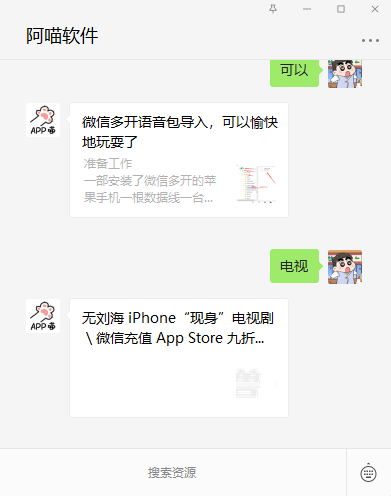 阿喵软件
可以
APP喵
微信多开语音包导入，可以愉快
地玩耍了
准备工作
一部安装了微信多开的苹
果手机一根数据线一台...
电视
APP喵
无刘海 iPhone“现身”电视剧
\ 微信充值 App Store 九折...
搜索资源